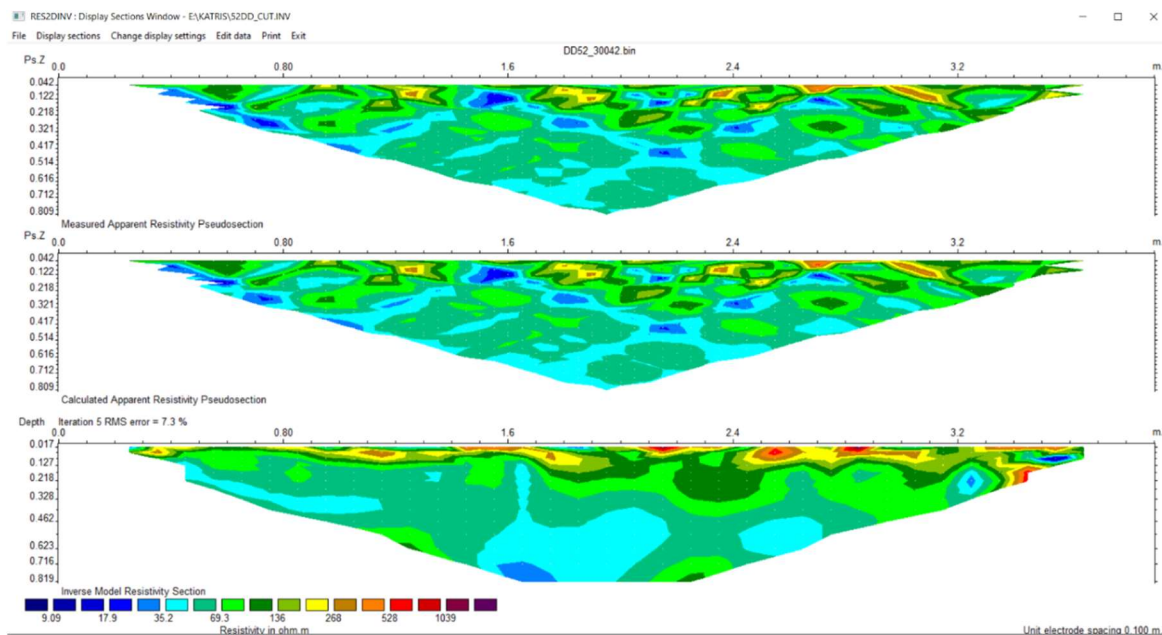 RES2DINV : Display Sections Window - E:\KATRIS\52DD_CUT.INV
File Display sections Change display settings Edit data Print Exit
DD52_30042.bin
Ps.Z 0.0 0.80 1.6 2.4 3.2 m.
0.042
0.122
0.218
0.321
0.417
0.514
0.616
0.712
0.809
Measured Apparent Resistivity Pseudosection
Ps.Z 0.0 0.80 1.6 2.4 3.2 m.
0.042
0.122
0.218
0.321
0.417
0.514
0.616
0.712
0.809
Calculated Apparent Resistivity Pseudosection
Depth Iteration 5 RMS error = 7.3 %
0.0 0.80 1.6 2.4 3.2 m.
0.017
0.127
0.218
0.328
0.462
0.623
0.716
0.819
Inverse Model Resistivity Section
9.09 17.9 35.2 69.3 136 268 528 1039
Resistivity in ohm.m
Unit electrode spacing 0.100 m.